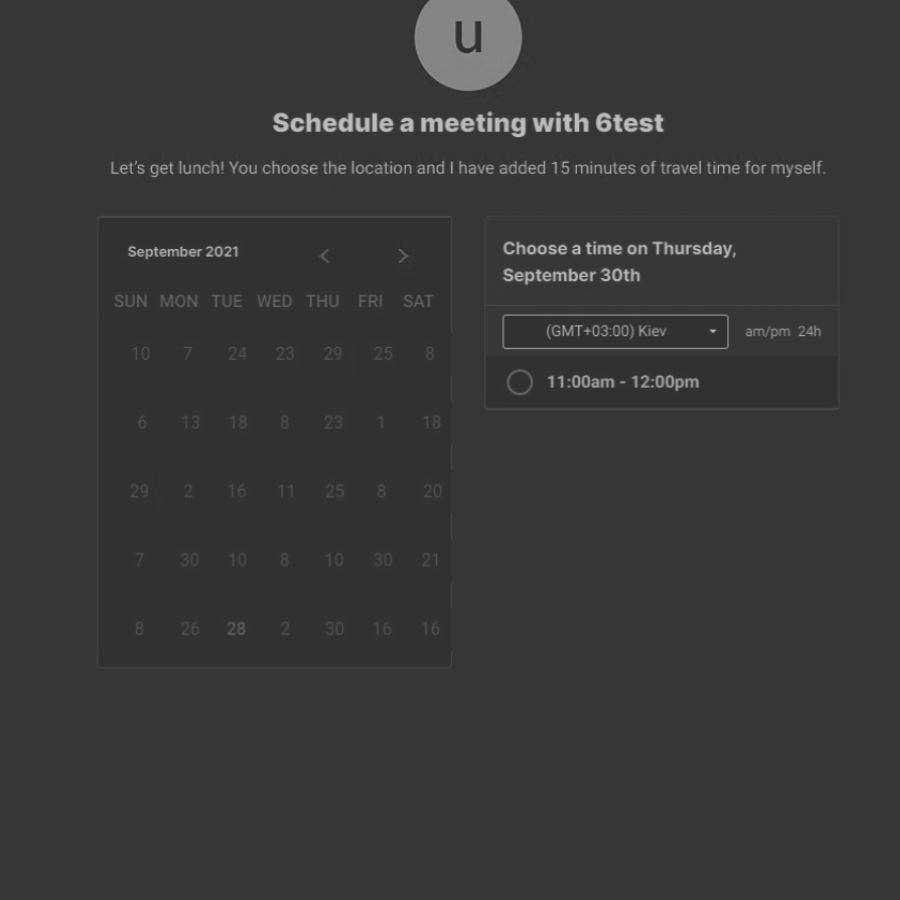 u
Schedule a meeting with 6test
Let's get lunch! You choose the location and I have added 15 minutes of travel time for myself.
September 2021
SUN MON TUE WED THU FRI SAT
10 7 24 23 29 25 8
6 13 18 8 23 1 18
29 2 16 11 25 8 20
7 30 10 8 10 30 21
8 26 28 2 30 16 16
Choose a time on Thursday,
September 30th
(GMT+03:00) Kiev am/pm 24h
11:00am - 12:00pm